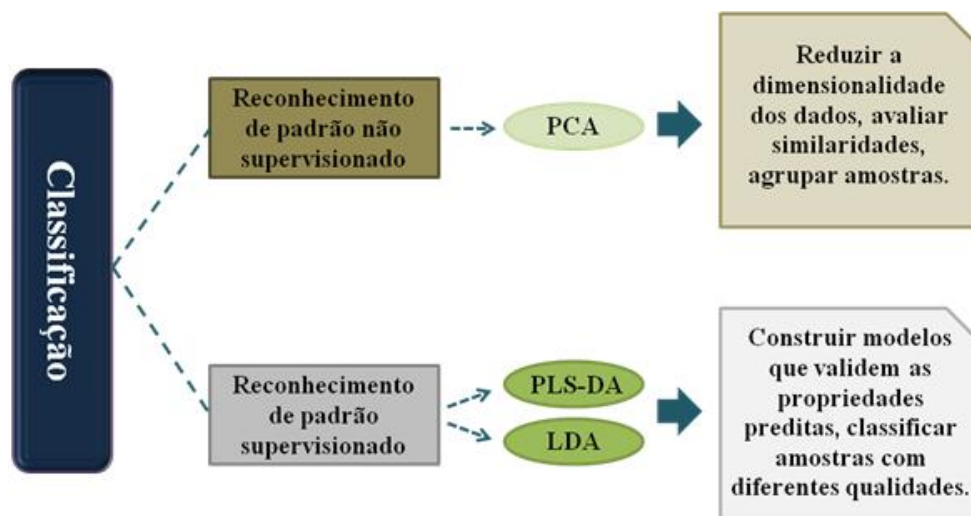 Classificação
Reconhecimento
de padrão não
supervisionado
PCA
Reduzir a
dimensionalidade
dos dados, avaliar
similaridades,
agrupar amostras.
Reconhecimento
de padrão
supervisionado
PLS-DA
LDA
Construir modelos
que validem as
propriedades
preditas, classificar
amostras com
diferentes qualidades.